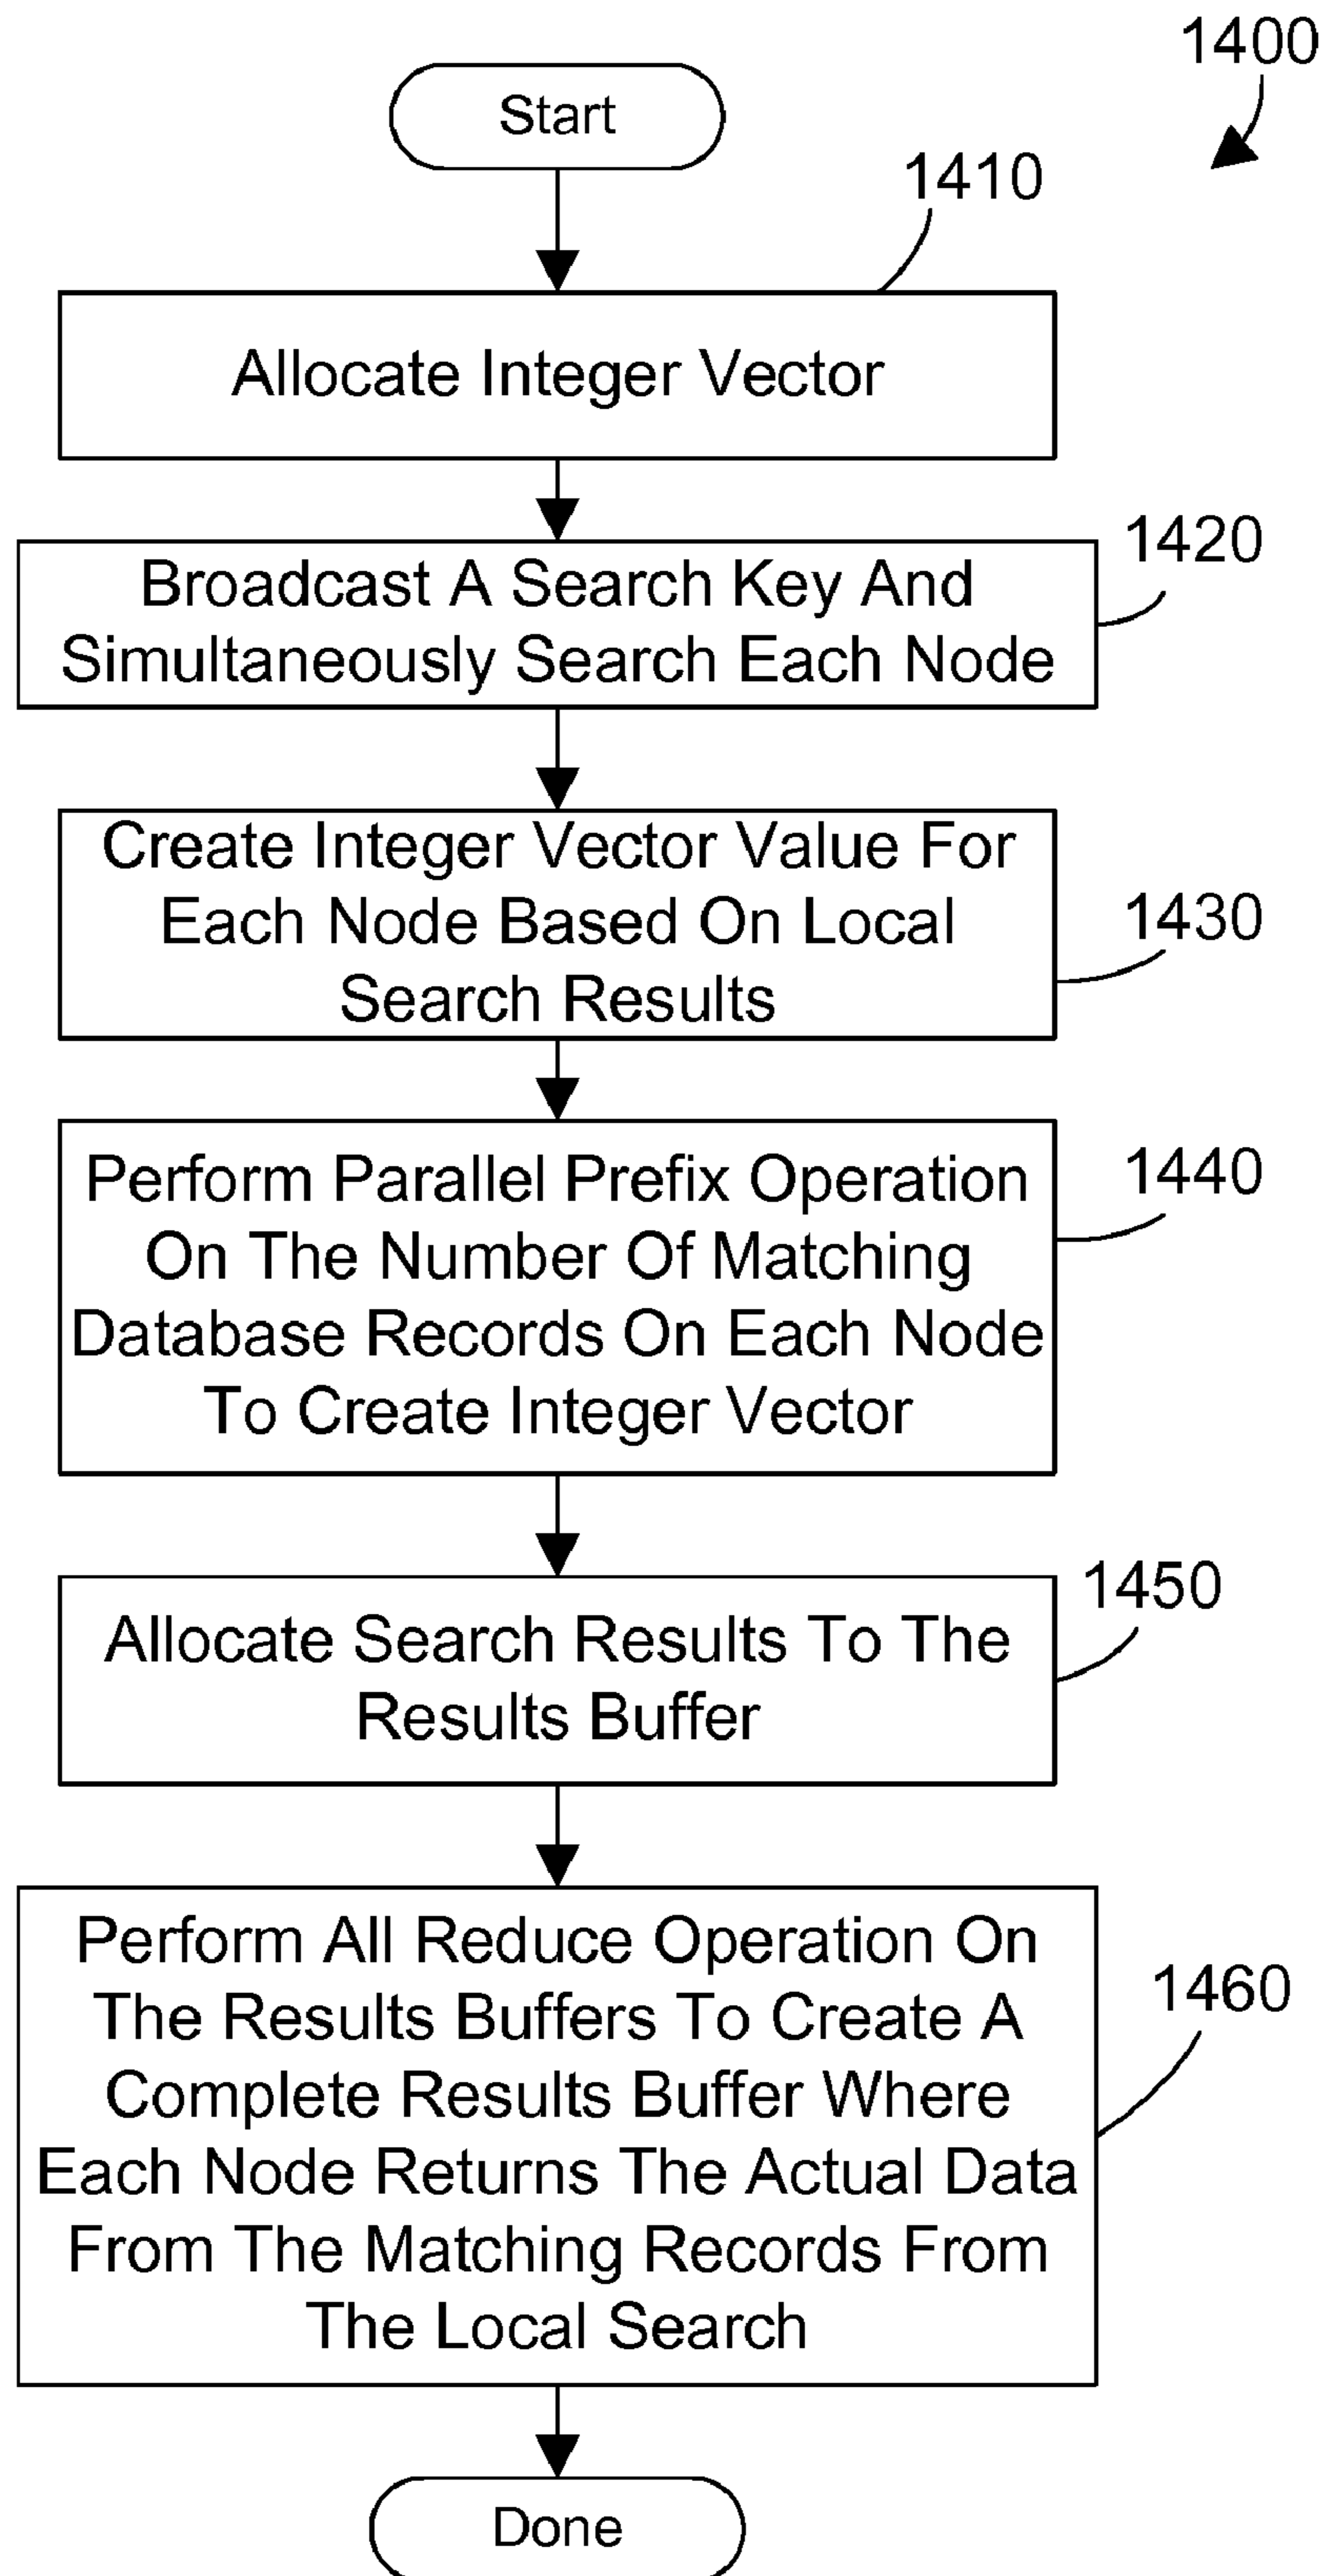 1400
Start
1410
Allocate Integer Vector
1420
Broadcast A Search Key And
Simultaneously Search Each Node
Create Integer Vector Value For
Each Node Based On Local
Search Results
1430
Perform Parallel Prefix Operation
On The Number Of Matching
Database Records On Each Node
To Create Integer Vector
1440
1450
Allocate Search Results To The
Results Buffer
Perform All Reduce Operation On
The Results Buffers To Create A
Complete Results Buffer Where
Each Node Returns The Actual Data
From The Matching Records From
The Local Search
1460
Done